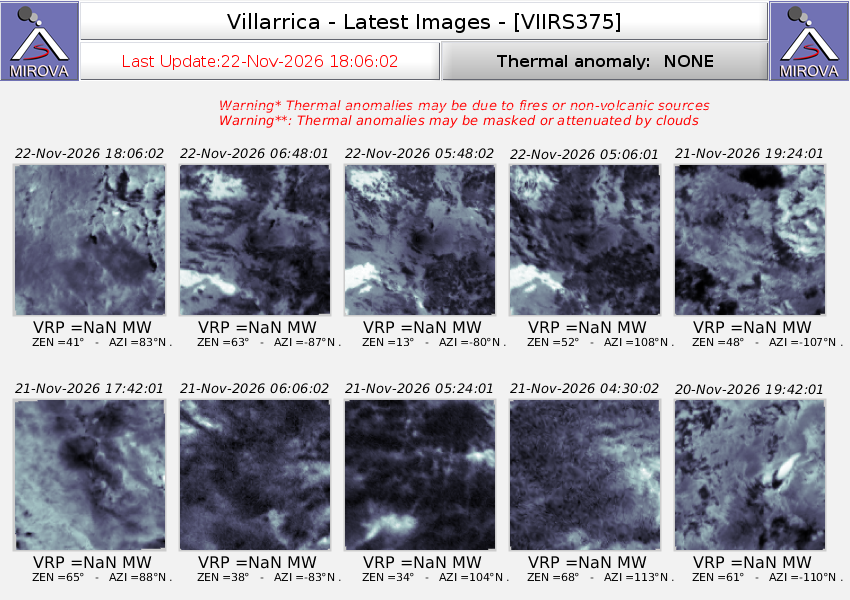 Villarrica - Latest Images - [VIIRS375]
MIROVA
Last Update:22-Nov-2026 18:06:02
Thermal anomaly: NONE
MIROVA
Warning* Thermal anomalies may be due to fires or non-volcanic sources
Warning**: Thermal anomalies may be masked or attenuated by clouds
22-Nov-2026 18:06:02 22-Nov-2026 06:48:01 22-Nov-2026 05:48:02 22-Nov-2026 05:06:01 21-Nov-2026 19:24:01
VRP =NaN MW VRP =NaN MW VRP =NaN MW VRP =NaN MW VRP =NaN MW
ZEN =41° - AZI =83°N . ZEN =63° - AZI =-87°N . ZEN =13° - AZI =-80°N . ZEN =52° - AZI =108°N . ZEN =48° - AZI =-107°N .
21-Nov-2026 17:42:01 21-Nov-2026 06:06:02 21-Nov-2026 05:24:01 21-Nov-2026 04:30:02 20-Nov-2026 19:42:01
VRP =NaN MW VRP =NaN MW VRP =NaN MW VRP =NaN MW VRP =NaN MW
ZEN =65° - AZI =88°N . ZEN =38° - AZI =-83°N . ZEN =34° - AZI =104°N . ZEN =68° - AZI =113°N . ZEN =61° - AZI =-110°N .